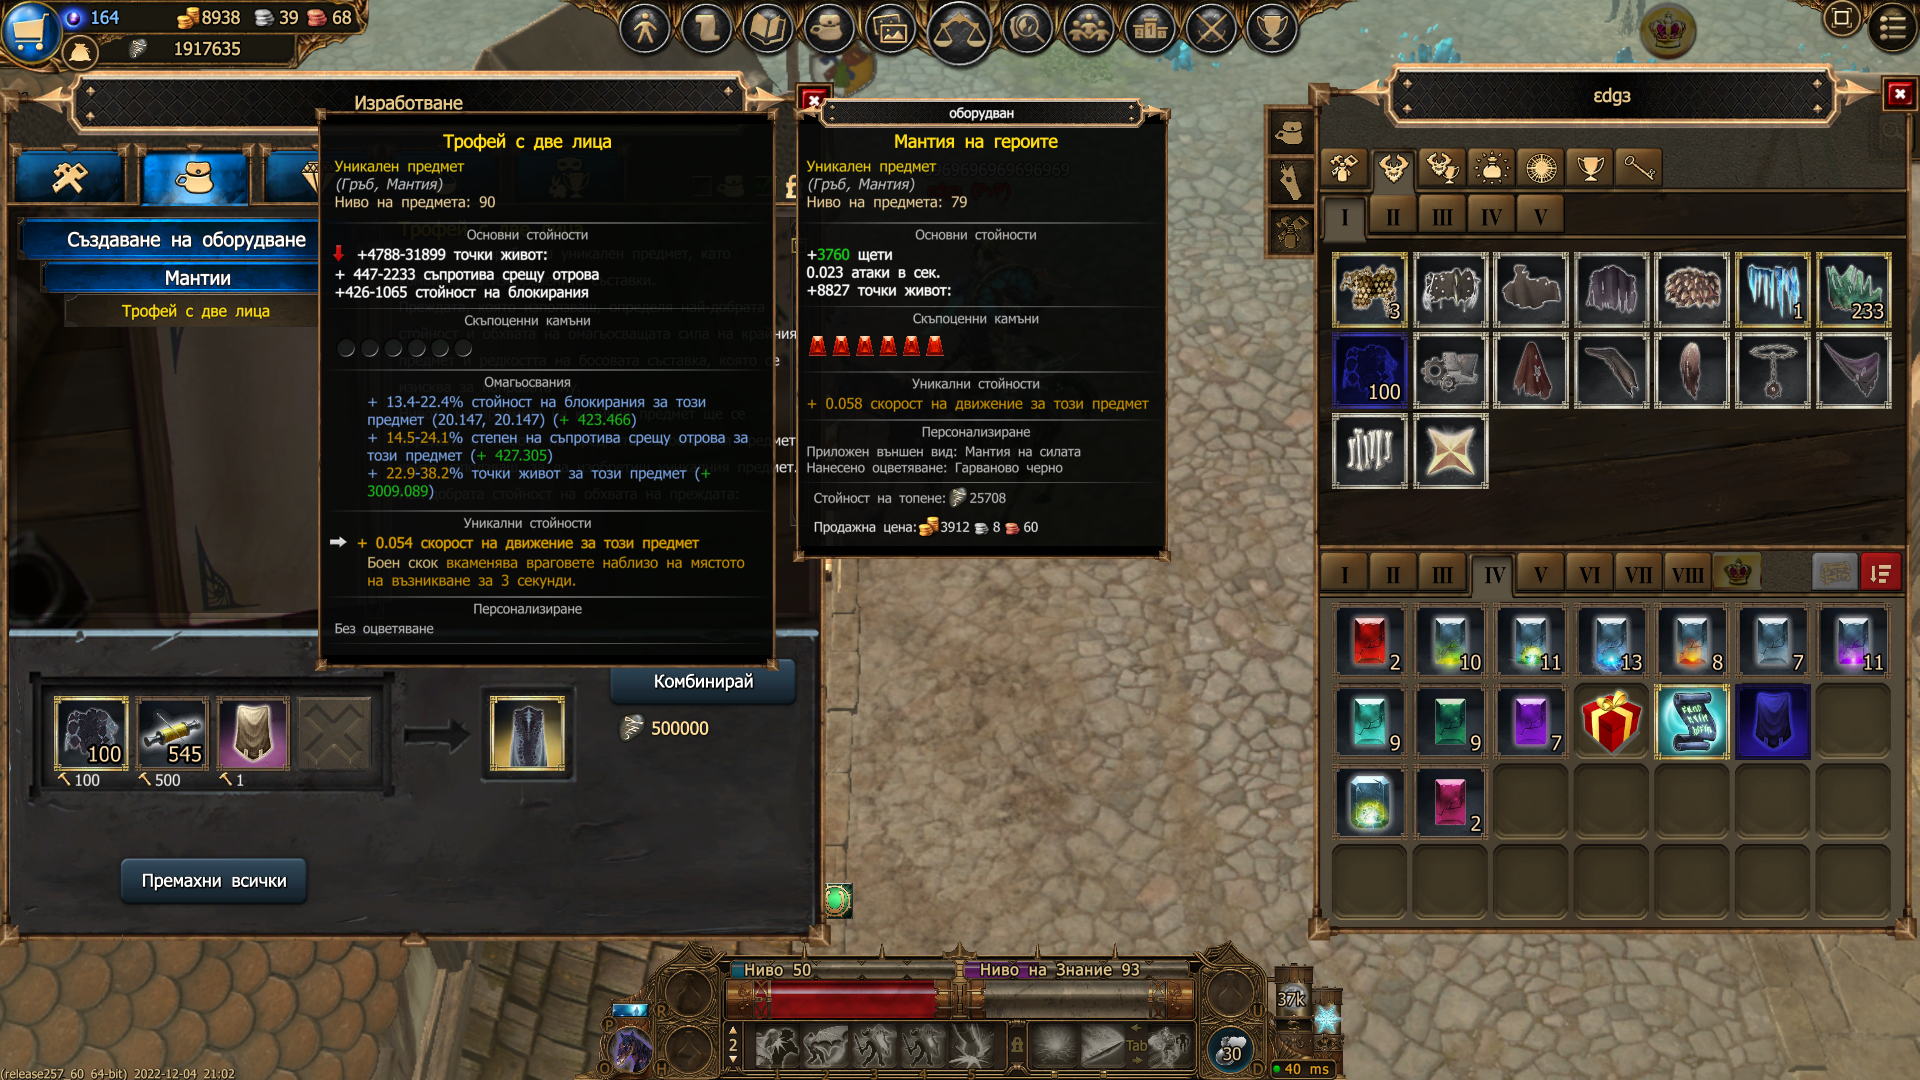 164
8938 39 68
1917635
Изработване
Създаване на оборудване
Мантии
Трофей с две лица
Трофей с две лица
Уникален предмет
(Гръб, Мантия)
Ниво на предмета: 90
Основни стойности
+4788-31899 точки живот:
+ 447-2233 съпротива срещу отрова
+426-1065 стойност на блокирания
Скъпоценни камъни
Омагьосвания
+ 13.4-22.4% стойност на блокирания за този
предмет (20.147, 20.147) (+ 423.466)
+ 14.5-24.1% степен на съпротива срещу отрова за
този предмет (+ 427.305)
+ 22.9-38.2% точки живот за този предмет (+
3009.089)
Уникални стойности
+ 0.054 скорост на движение за този предмет
Боен скок вкаменява враговете наблизо на мястото
на възникване за 3 секунди.
Персонализиране
Без оцветяване
оборудван
Мантия на героите
Уникален предмет
(Гръб, Мантия)
Ниво на предмета: 79
Основни стойности
+3760 щети
0.023 атаки в сек.
+8827 точки живот:
Скъпоценни камъни
Уникални стойности
+ 0.058 скорост на движение за този предмет
Персонализиране
Приложен външен вид: Мантия на силата
Нанесено оцветяване: Гарваново черно
Стойност на топене: 25708
Продажна цена: 3912 8 60
100 545
100 500 1
Комбинирай
500000
Премахни всички
εdgɜ
I II III IV V
3 1 233
100
I II III IV V VI VII VIII
2 10 11 13 8 7 11
9 9 7
2
Ниво 50 Ниво на Знание 93
37k
2
Tab
30
40 ms
(release257_60 64-bit) 2022-12-04 21:02